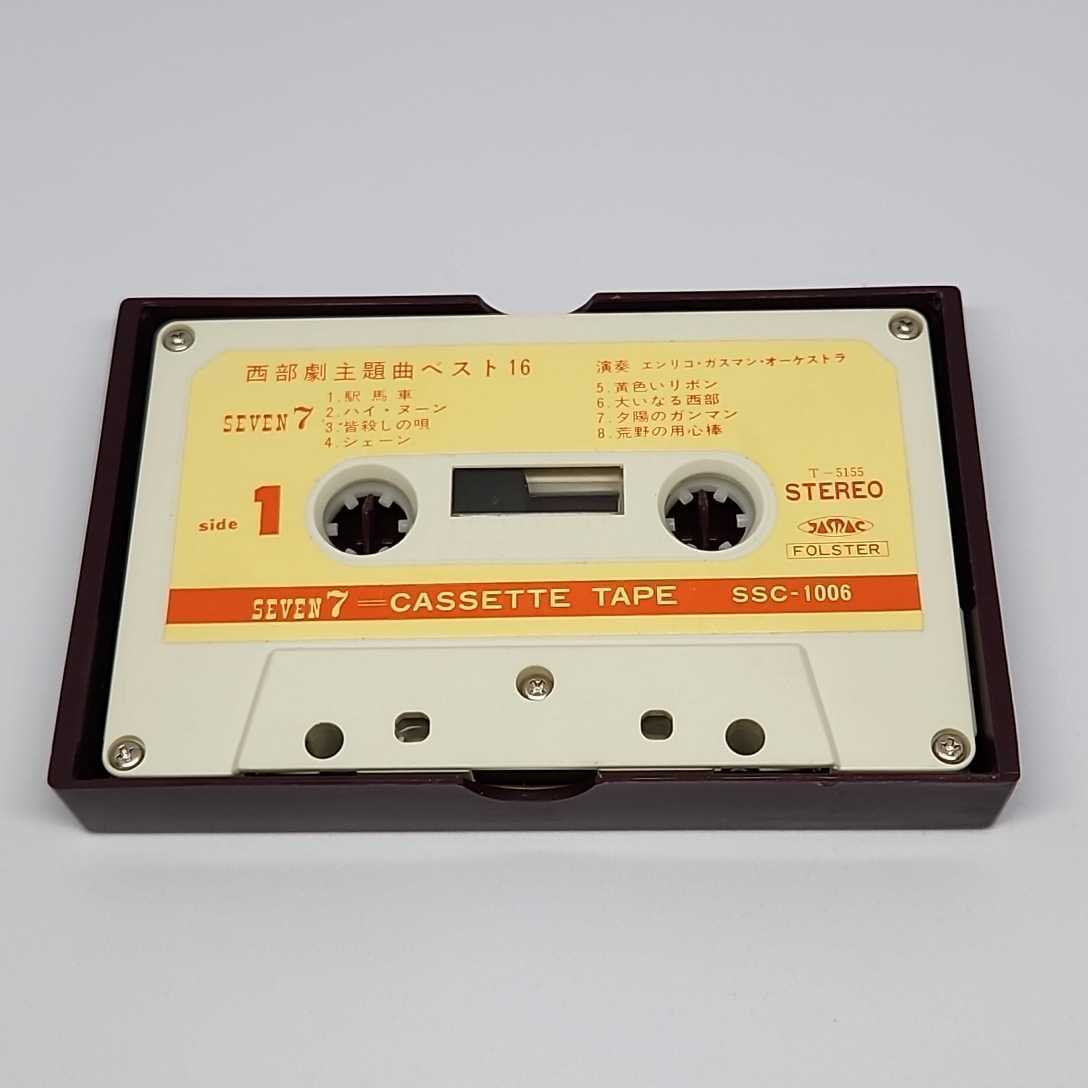 西部劇主題曲ベスト16
演奏 エンリコ・ガスマン・オーケストラ
SEVEN 7
1.駅馬車
2.ハイ・ヌーン
3.皆殺しの唄
4.シェーン
5.黄色いリボン
6.大いなる西部
7.夕陽のガンマン
8.荒野の用心棒
side 1
T-5155
STEREO
JASRAC
FOLSTER
SEVEN 7=CASSETTE TAPE SSC-1006